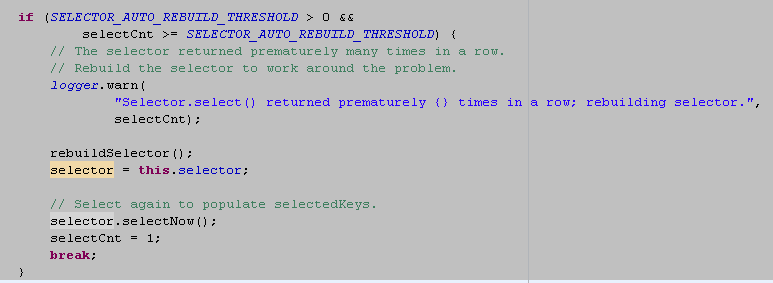 if (SELECTOR_AUTO_REBUILD_THRESHOLD > 0 &&
selectCnt >= SELECTOR_AUTO_REBUILD_THRESHOLD) {
// The selector returned prematurely many times in a row.
// Rebuild the selector to work around the problem.
logger.warn(
"Selector.select() returned prematurely {} times in a row; rebuilding selector.",
selectCnt);
rebuildSelector();
selector = this.selector;
// Select again to populate selectedKeys.
selector.selectNow();
selectCnt = 1;
break;
}